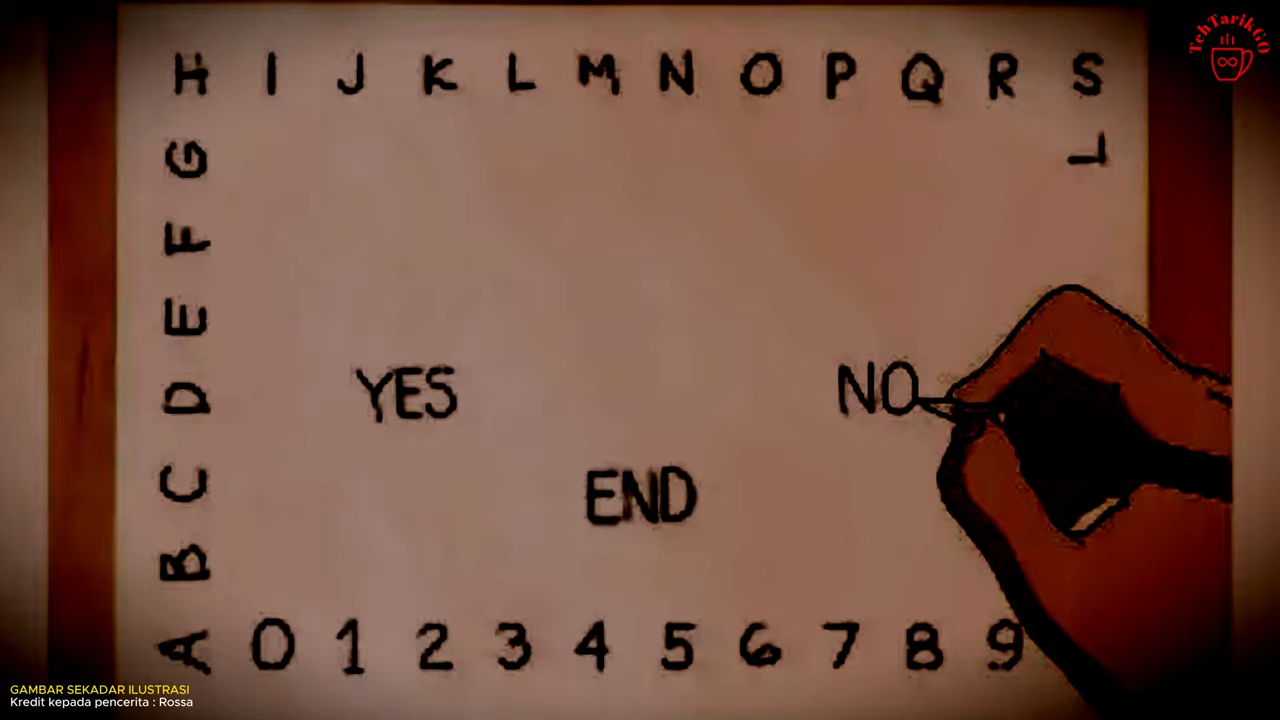 H I J K L M N O P Q R S
G
F
E
D
C
B
A
YES NO
END
0 1 2 3 4 5 6 7 8 9
TehTarikGO
GAMBAR SEKADAR ILUSTRASI
Kredit kepada pencerita : Rossa